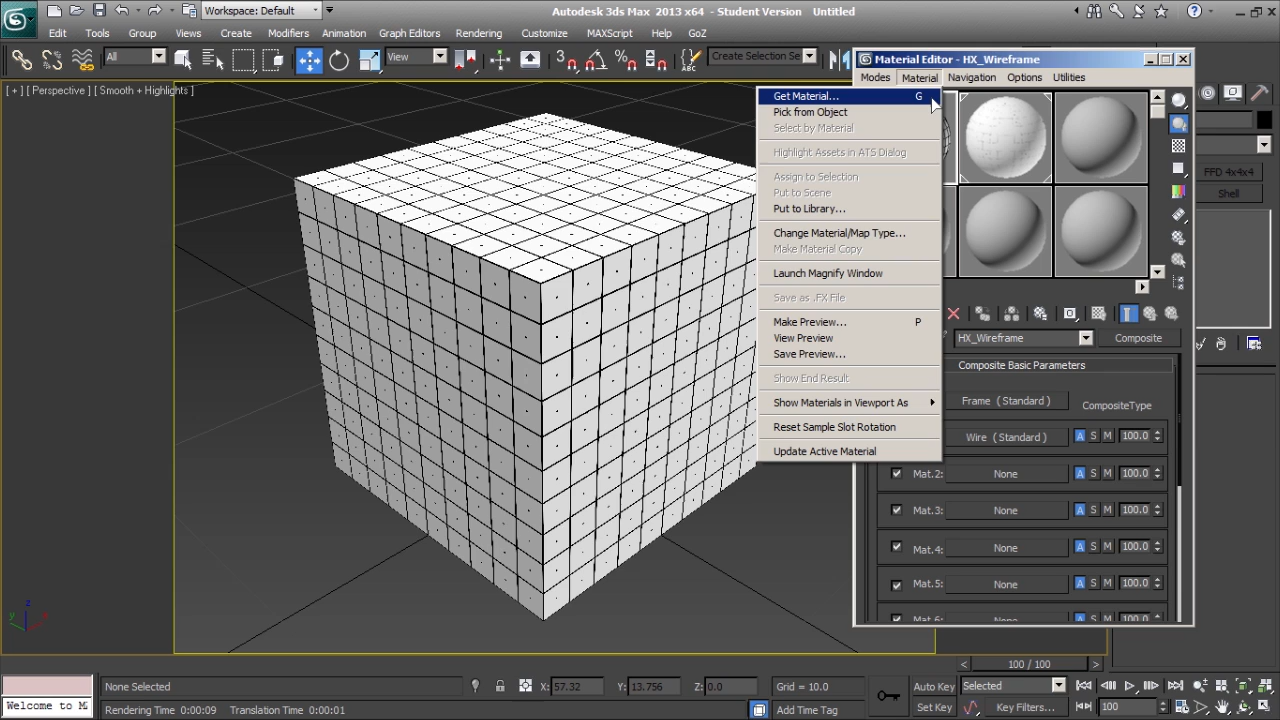 Workspace: Default
Autodesk 3ds Max 2013 x64 - Student Version Untitled
Edit Tools Group Views Create Modifiers Animation Graph Editors Rendering Customize MAXScript Help GoZ
All
View
Create Selection Se
[ + ] [ Perspective ] [ Smooth + Highlights ]
Material Editor - HX_Wireframe
Modes Material Navigation Options Utilities
Get Material... G
Pick from Object
Select by Material
Highlight Assets in ATS Dialog
Assign to Selection
Put to Scene
Put to Library...
Change Material/Map Type...
Make Material Copy
Launch Magnify Window
Save as .FX File
Make Preview... P
View Preview
Save Preview...
Show End Result
Show Materials in Viewport As
Reset Sample Slot Rotation
Update Active Material
FFD 4x4x4
Shell
HX_Wireframe Composite
Composite Basic Parameters
Frame ( Standard )
CompositeType
Wire ( Standard ) A S M 100.0
Mat.2: None A S M 100.0
Mat.3: None A S M 100.0
Mat.4: None A S M 100.0
Mat.5: None A S M 100.0
Mat.6: None A S M 100.0
z
y x
100 / 100
None Selected X: 57.32 Y: 13.756 Z: 0.0 Grid = 10.0 Auto Key Selected
Welcome to M
Rendering Time 0:00:09 Translation Time 0:00:01 Add Time Tag Set Key Key Filters... 100